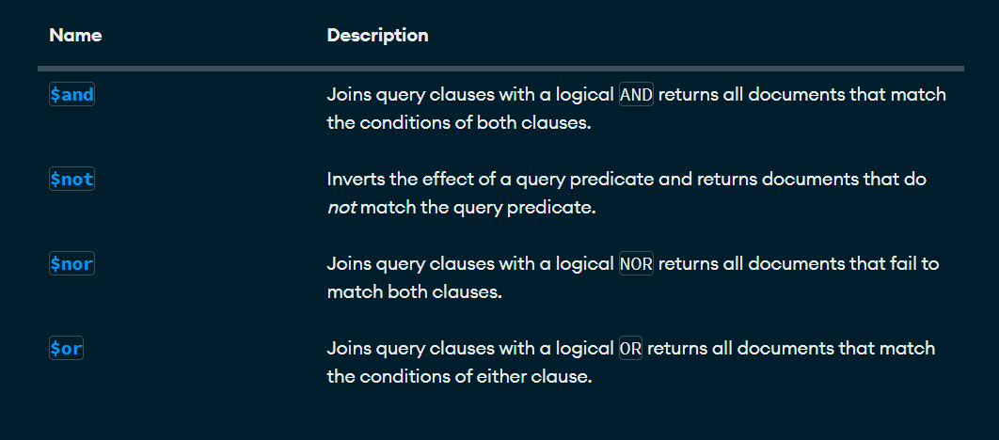 Name Description
$and Joins query clauses with a logical AND returns all documents that match
the conditions of both clauses.
$not Inverts the effect of a query predicate and returns documents that do
not match the query predicate.
$nor Joins query clauses with a logical NOR returns all documents that fail to
match both clauses.
$or Joins query clauses with a logical OR returns all documents that match
the conditions of either clause.